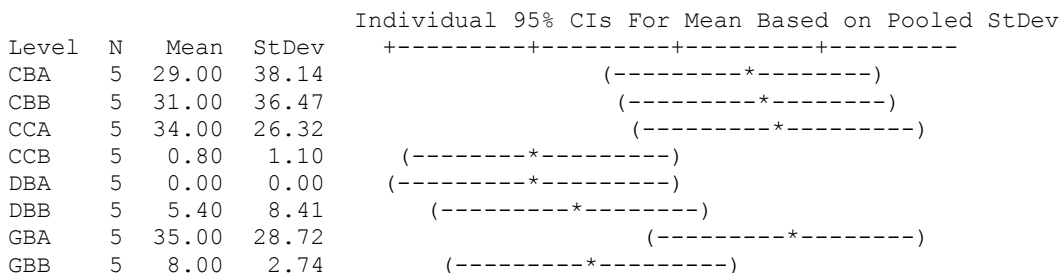 Individual 95% CIs For Mean Based on Pooled StDev
Level  N   Mean  StDev    +---------+---------+---------+---------
CBA    5  29.00  38.14                   (---------*--------)
CBB    5  31.00  36.47                    (---------*--------)
CCA    5  34.00  26.32                     (---------*---------)
CCB    5   0.80   1.10     (--------*---------)
DBA    5   0.00   0.00    (---------*---------)
DBB    5   5.40   8.41       (---------*--------)
GBA    5  35.00  28.72                      (---------*--------)
GBB    5   8.00   2.74        (---------*---------)